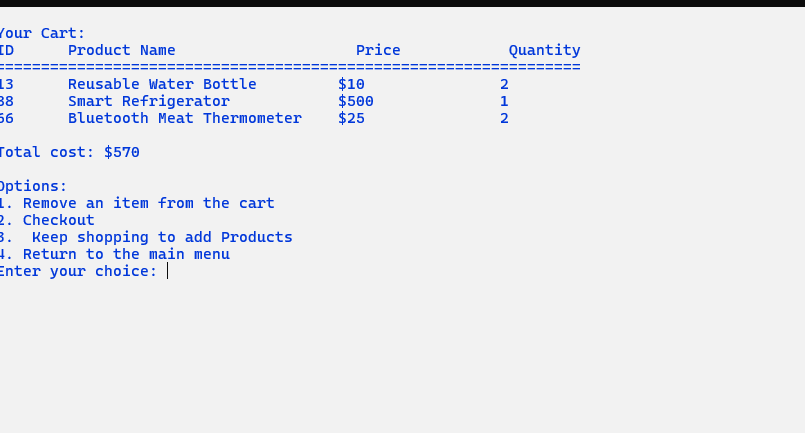 Your Cart:
ID Product Name Price Quantity
=================================================================
13 Reusable Water Bottle $10 2
38 Smart Refrigerator $500 1
66 Bluetooth Meat Thermometer $25 2
Total cost: $570
Options:
1. Remove an item from the cart
2. Checkout
3. Keep shopping to add Products
4. Return to the main menu
Enter your choice: